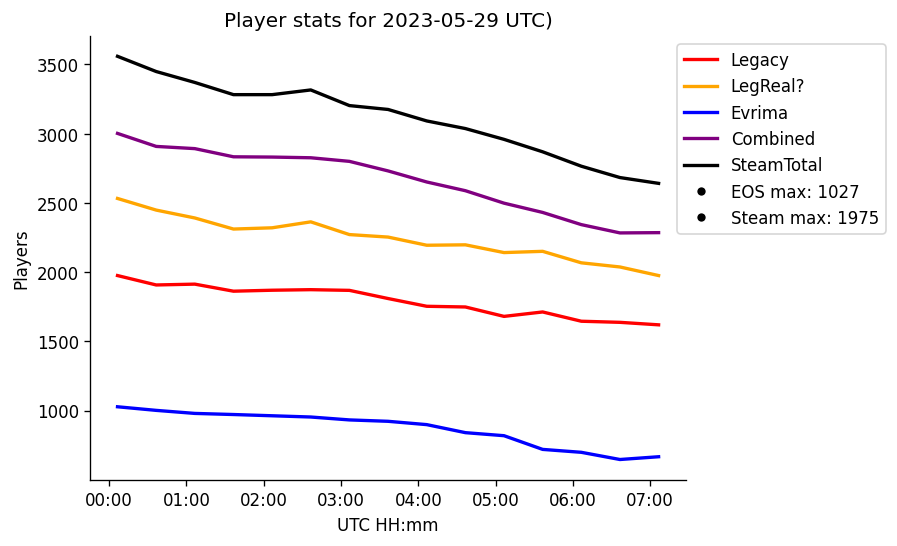 Player stats for 2023-05-29 UTC)
Legacy
LegReal?
Evrima
Combined
SteamTotal
EOS max: 1027
Steam max: 1975
Players
3500
3000
2500
2000
1500
1000
00:00 01:00 02:00 03:00 04:00 05:00 06:00 07:00
UTC HH:mm